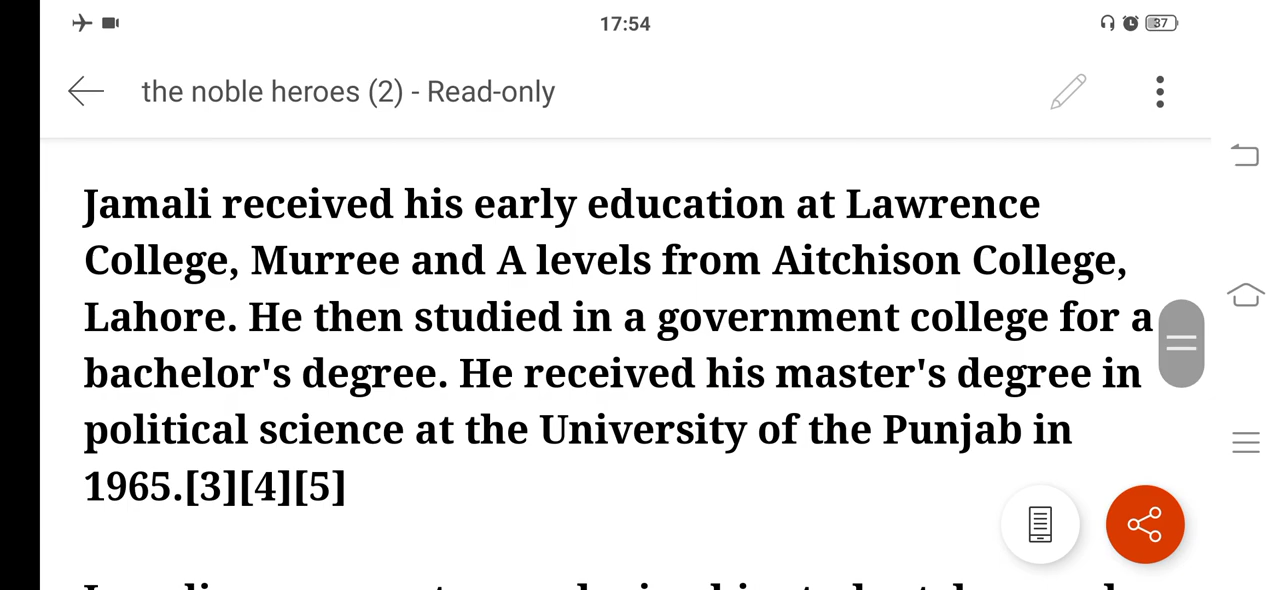 17:54
37
the noble heroes (2) - Read-only
Jamali received his early education at Lawrence
College, Murree and A levels from Aitchison College,
Lahore. He then studied in a government college for a
bachelor's degree. He received his master's degree in
political science at the University of the Punjab in
1965.[3][4][5]